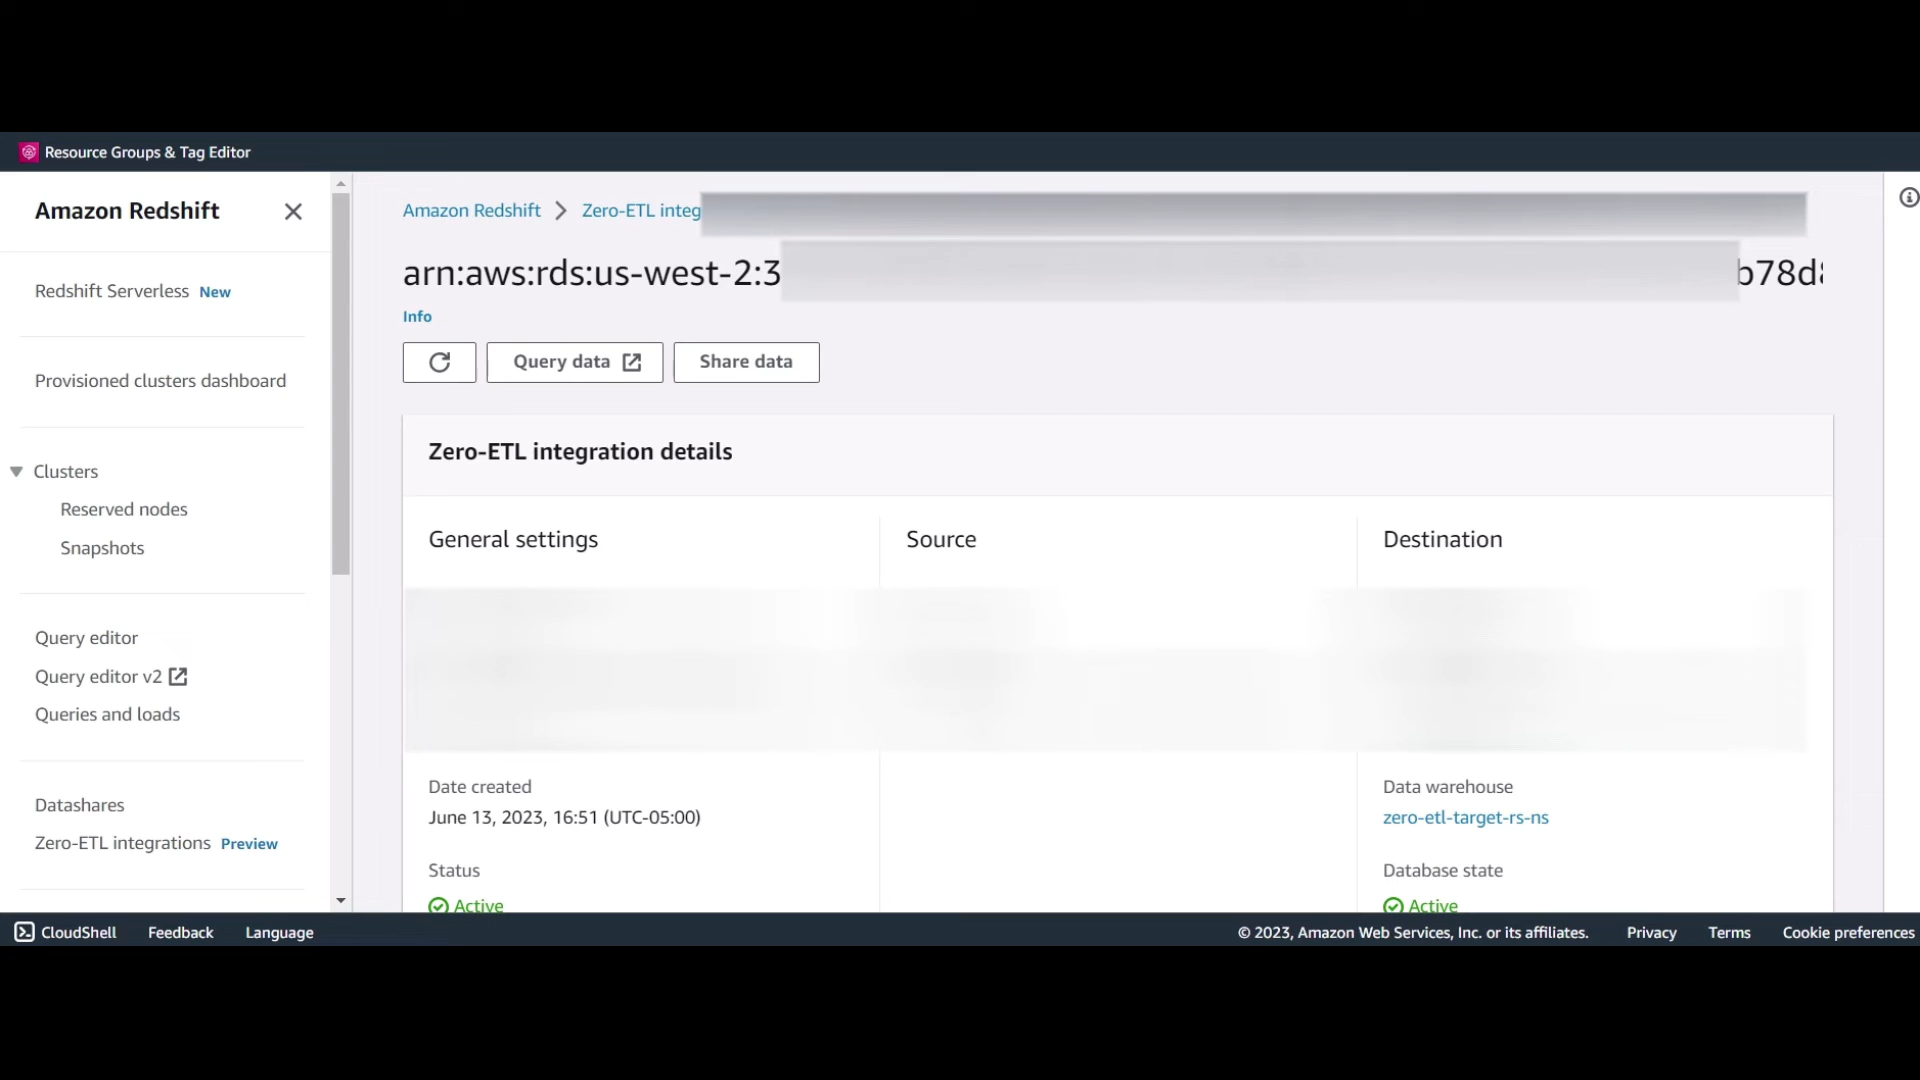 Resource Groups & Tag Editor
Amazon Redshift
Redshift Serverless New
Provisioned clusters dashboard
Clusters
Reserved nodes
Snapshots
Query editor
Query editor v2
Queries and loads
Datashares
Zero-ETL integrations Preview
Amazon Redshift > Zero-ETL integ
arn:aws:rds:us-west-2:3
b78d
Info
Query data
Share data
Zero-ETL integration details
General settings
Date created
June 13, 2023, 16:51 (UTC-05:00)
Status
Active
Source
Destination
Data warehouse
zero-etl-target-rs-ns
Database state
Active
CloudShell
Feedback
Language
© 2023, Amazon Web Services, Inc. or its affiliates.
Privacy
Terms
Cookie preferences